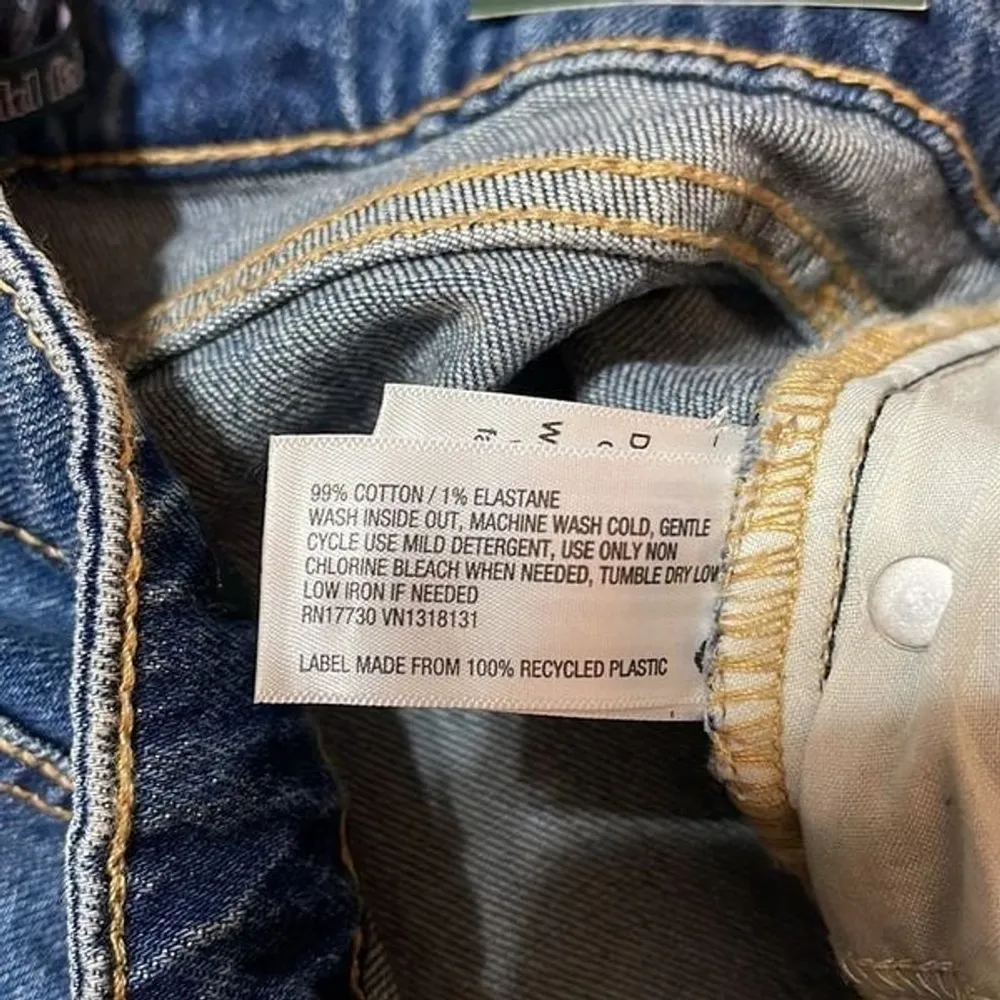 99% COTTON / 1% ELASTANE
WASH INSIDE OUT, MACHINE WASH COLD, GENTLE
CYCLE USE MILD DETERGENT, USE ONLY NON
CHLORINE BLEACH WHEN NEEDED, TUMBLE DRY LOW
LOW IRON IF NEEDED
RN17730 VN1318131
LABEL MADE FROM 100% RECYCLED PLASTIC